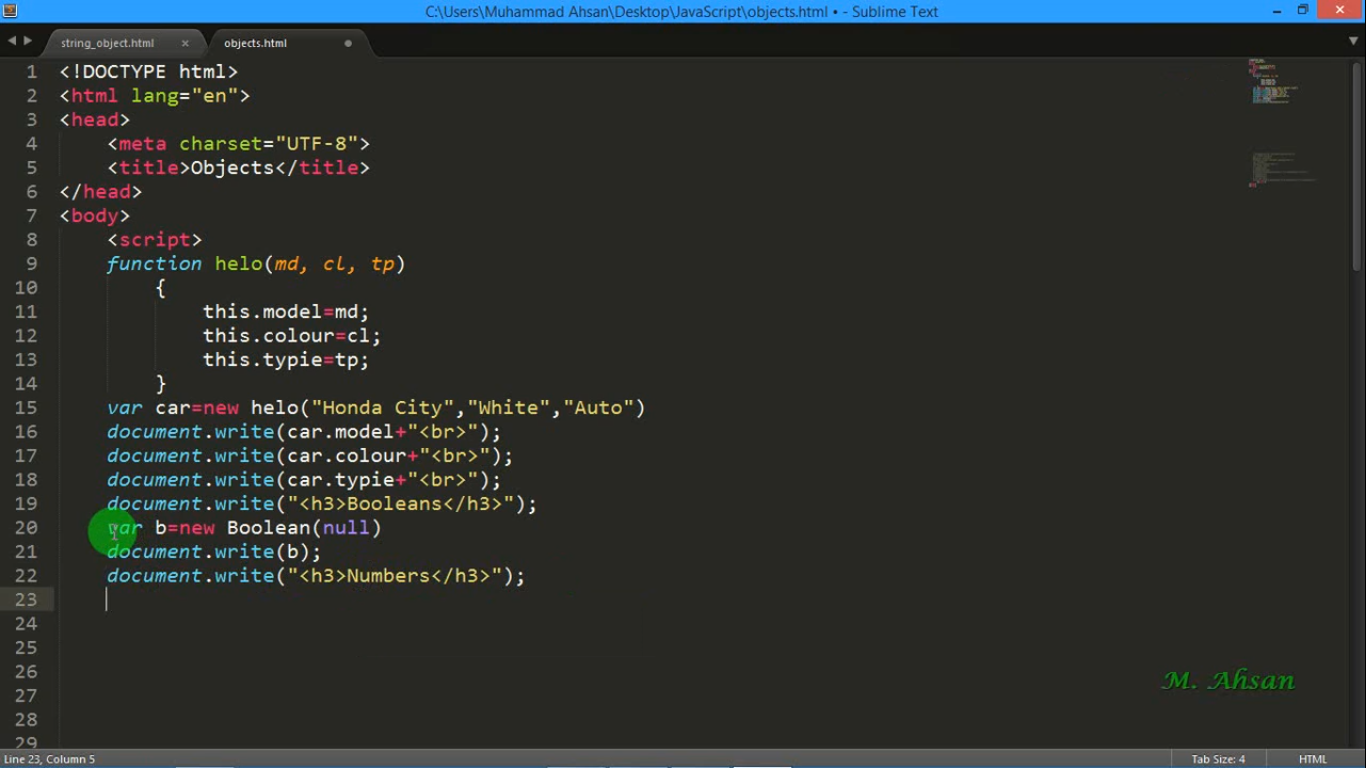 C:\Users\Muhammad Ahsan\Desktop\JavaScript\objects.html • - Sublime Text
string_object.html × objects.html
1 <!DOCTYPE html>
2 <html lang="en">
3 <head>
4 <meta charset="UTF-8">
5 <title>Objects</title>
6 </head>
7 <body>
8 <script>
9 function helo(md, cl, tp)
10 {
11 this.model=md;
12 this.colour=cl;
13 this.typie=tp;
14 }
15 var car=new helo("Honda City","White","Auto")
16 document.write(car.model+"<br>");
17 document.write(car.colour+"<br>");
18 document.write(car.typie+"<br>");
19 document.write("<h3>Booleans</h3>");
20 var b=new Boolean(null)
21 document.write(b);
22 document.write("<h3>Numbers</h3>");
23
24
25
26
27
28
29
M. Ahsan
Line 23, Column 5 Tab Size: 4 HTML